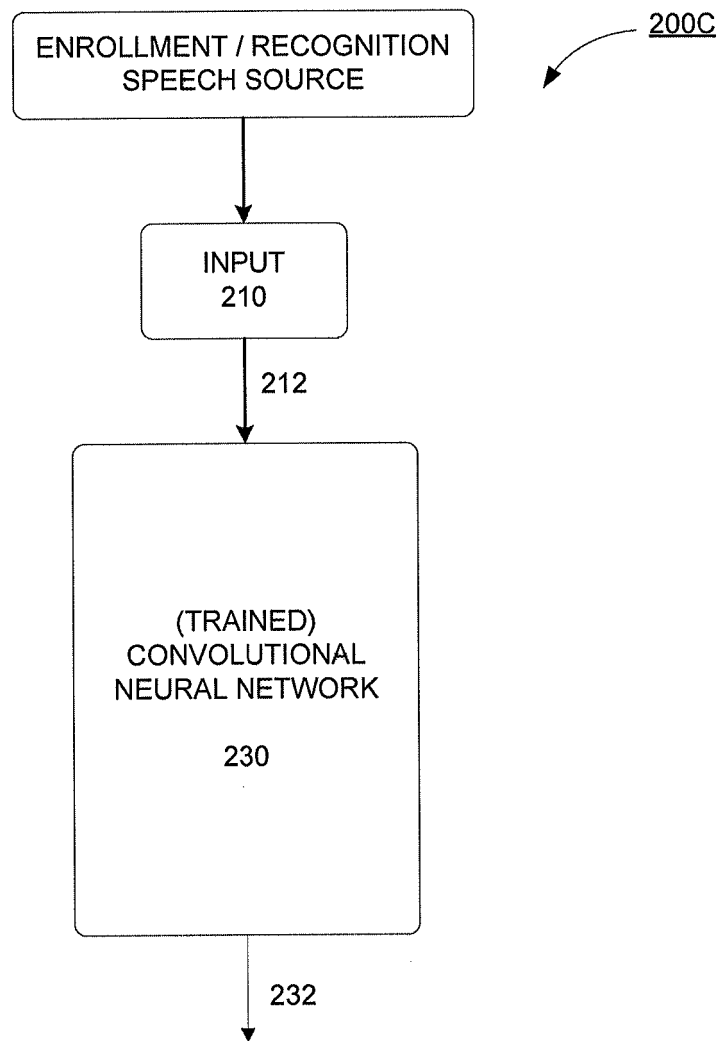 200C
ENROLLMENT / RECOGNITION
SPEECH SOURCE
INPUT
210
212
(TRAINED)
CONVOLUTIONAL
NEURAL NETWORK
230
232